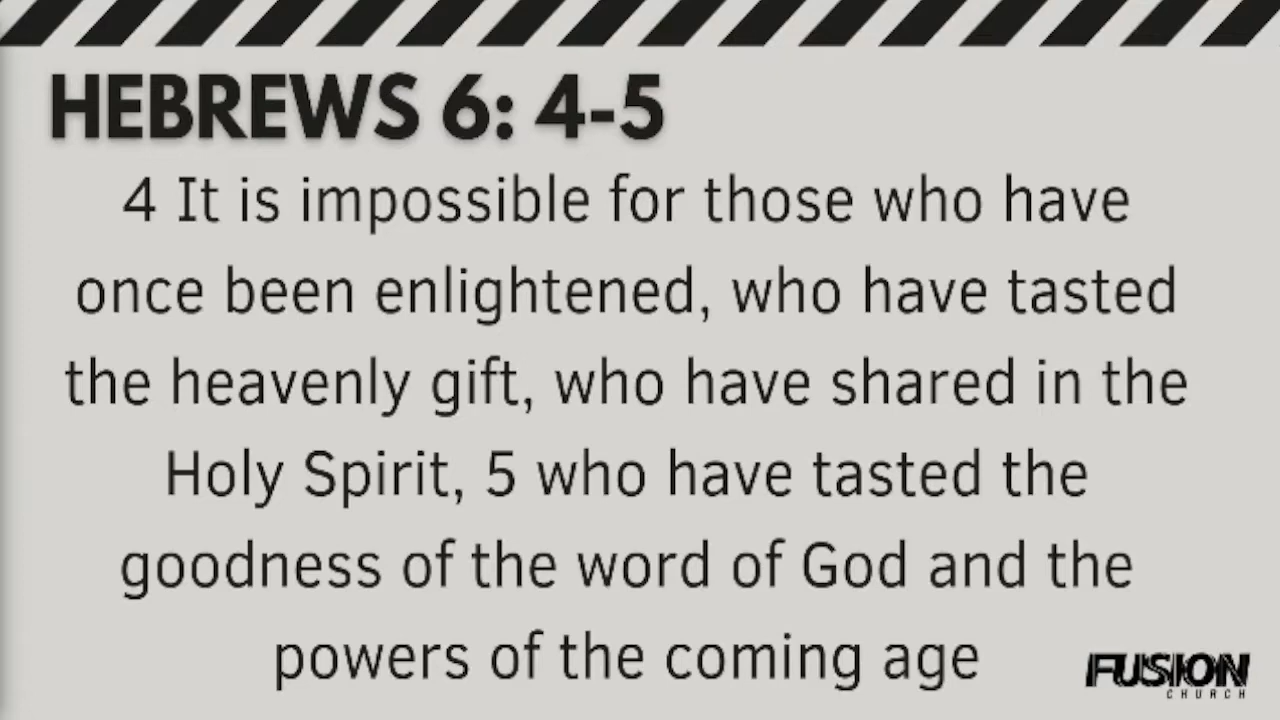 HEBREWS 6: 4-5
4 It is impossible for those who have
once been enlightened, who have tasted
the heavenly gift, who have shared in the
Holy Spirit, 5 who have tasted the
goodness of the word of God and the
powers of the coming age
FUSION
CHURCH